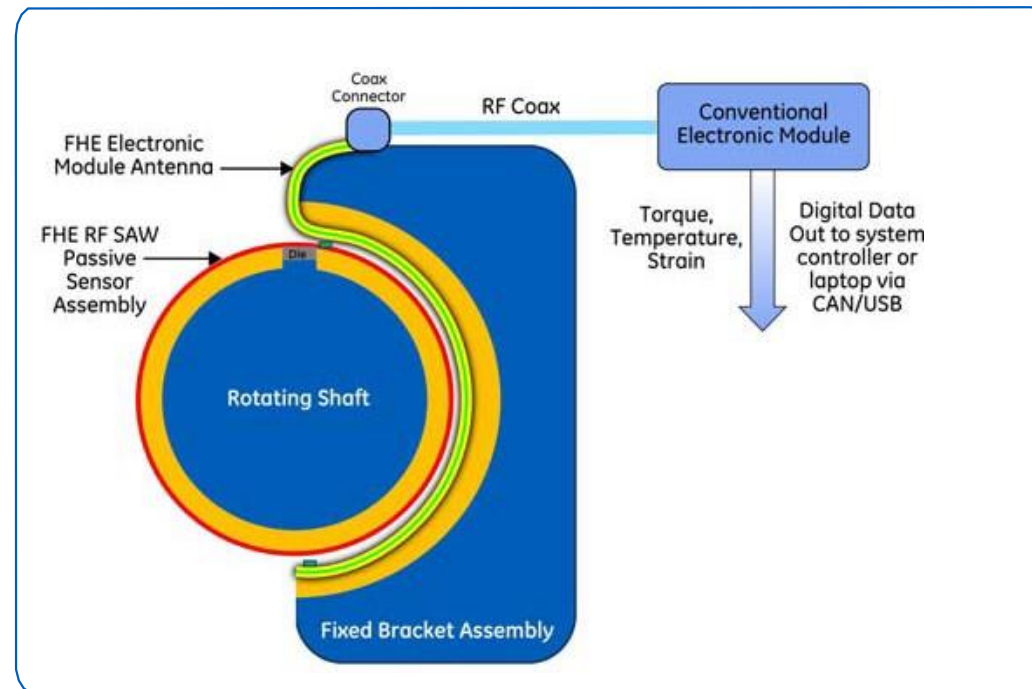 Coax
Connector
RF Coax
Conventional
Electronic Module
FHE Electronic
Module Antenna
FHE RF SAW
Passive
Sensor
Assembly
Die
Torque,
Temperature,
Strain
Digital Data
Out to system
controller or
laptop via
CAN/USB
Rotating Shaft
Fixed Bracket Assembly